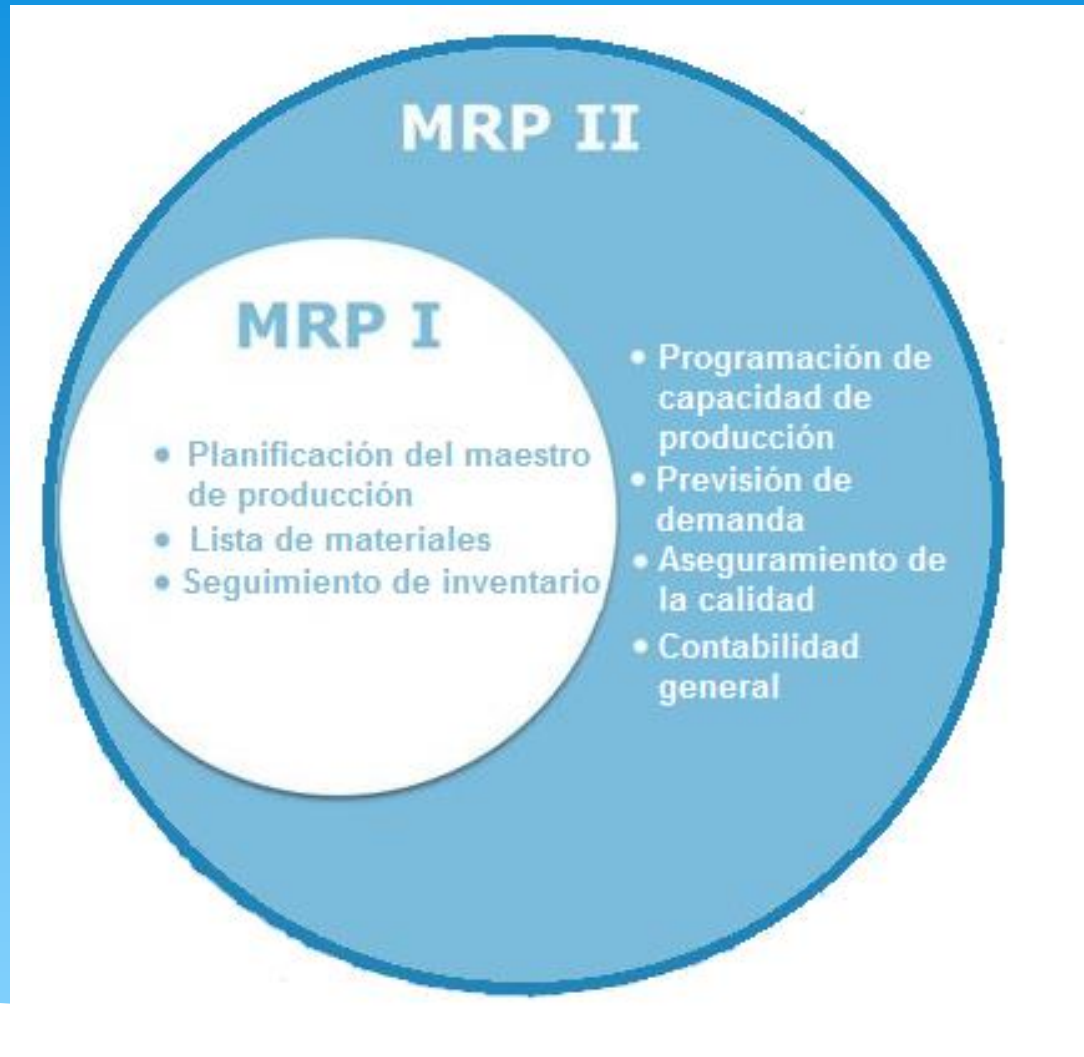 MRP II
MRP I
• Planificación del maestro
de producción
• Lista de materiales
• Seguimiento de inventario
• Programación de
capacidad de
producción
• Previsión de
demanda
• Aseguramiento de
la calidad
• Contabilidad
general